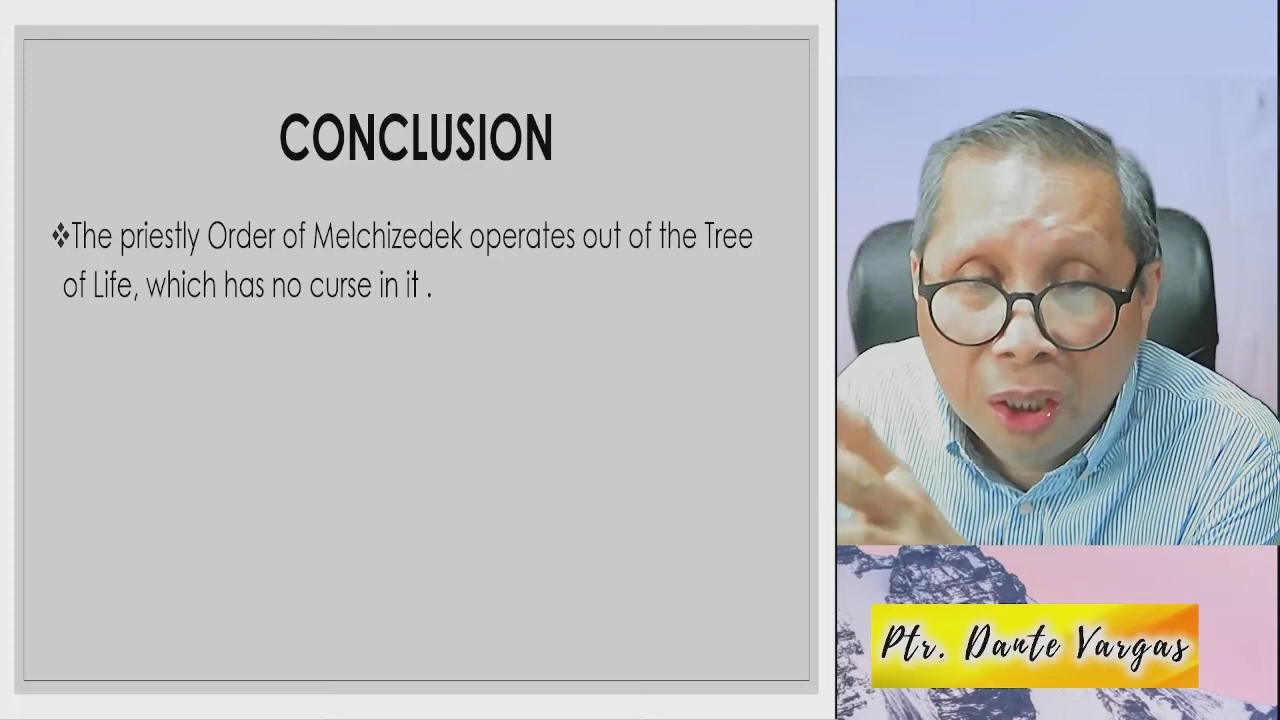 CONCLUSION
❖The priestly Order of Melchizedek operates out of the Tree
of Life, which has no curse in it .
Ptr. Dante Vargas